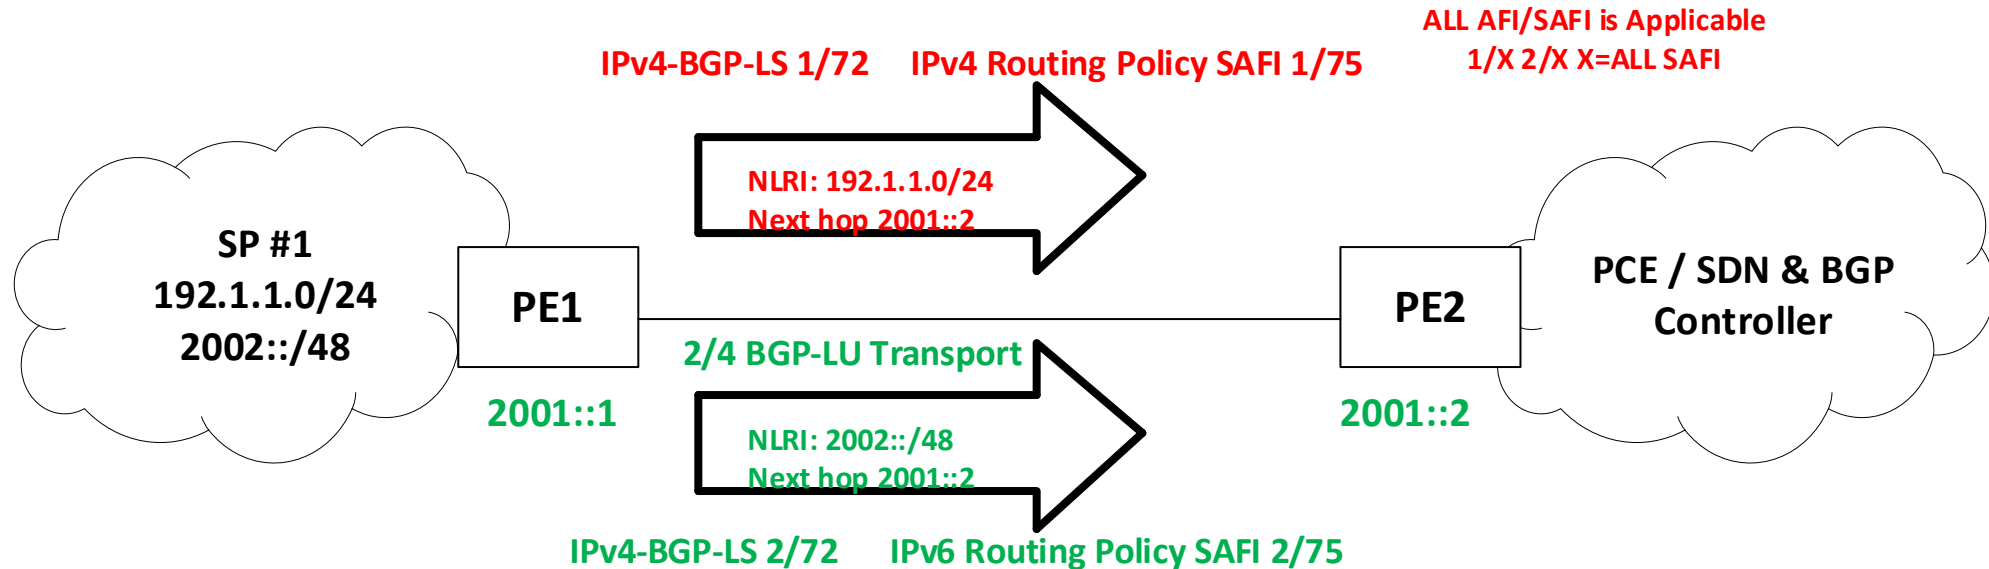 ALL AFI/SAFI is Applicable
1/X 2/X X=ALL SAFI
IPv4-BGP-LS 1/72 IPv4 Routing Policy SAFI 1/75
NLRI: 192.1.1.0/24
Next hop 2001::2
SP #1
192.1.1.0/24
2002::/48
PE1
PE2
PCE / SDN & BGP
Controller
2/4 BGP-LU Transport
2001::1
2001::2
NLRI: 2002::/48
Next hop 2001::2
IPv4-BGP-LS 2/72 IPv6 Routing Policy SAFI 2/75